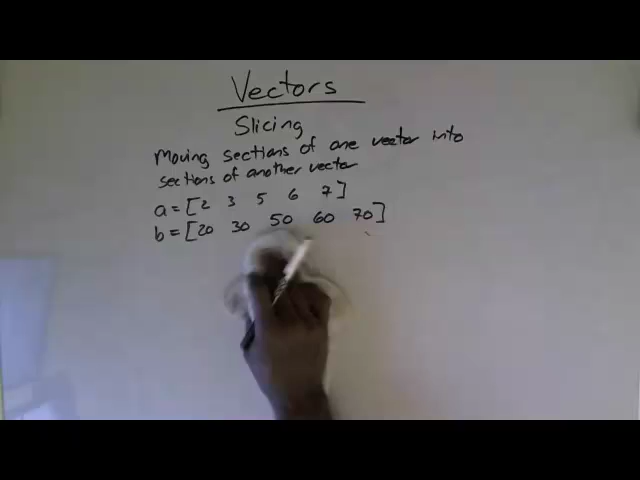 Vectors
Slicing
Moving sections of one vector into
sections of another vector
a = [2 3 5 6 7]
b = [20 30 50 60 70]